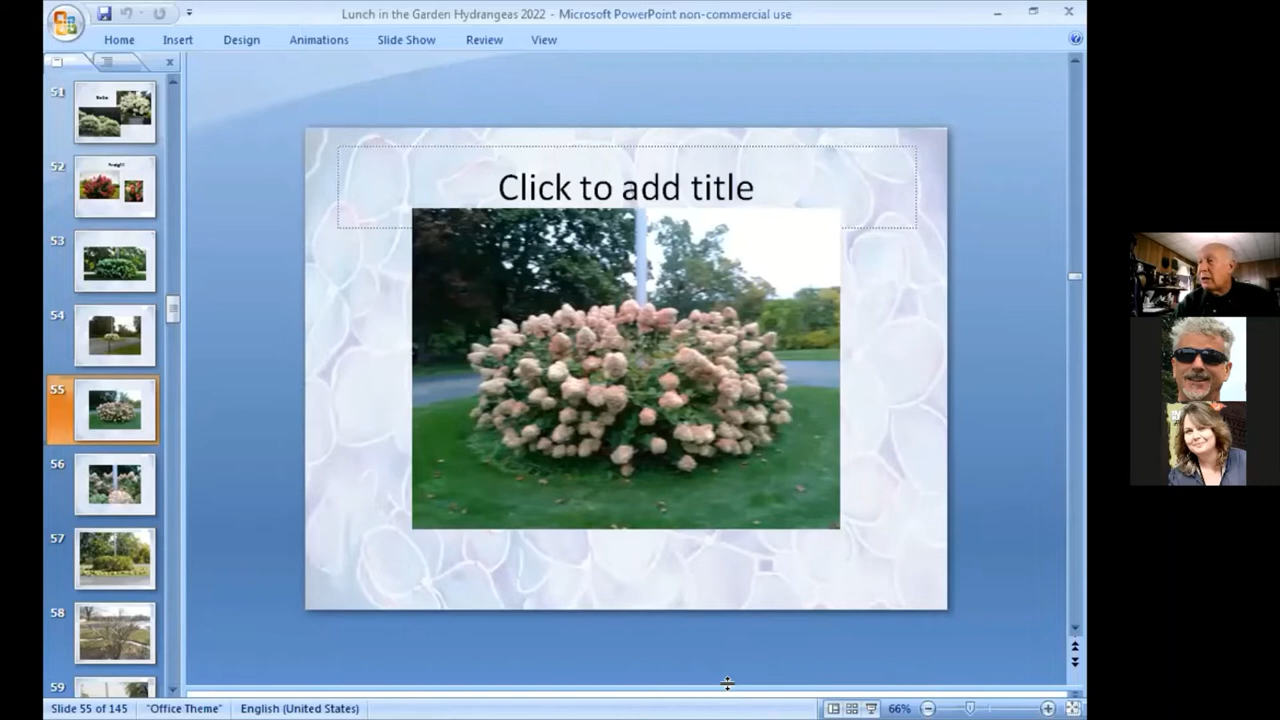 Lunch in the Garden Hydrangeas 2022 - Microsoft PowerPoint non-commercial use
Home Insert Design Animations Slide Show Review View
51
52
53
54
55
56
57
58
59
Click to add title
Slide 55 of 145 "Office Theme" English (United States) 66%